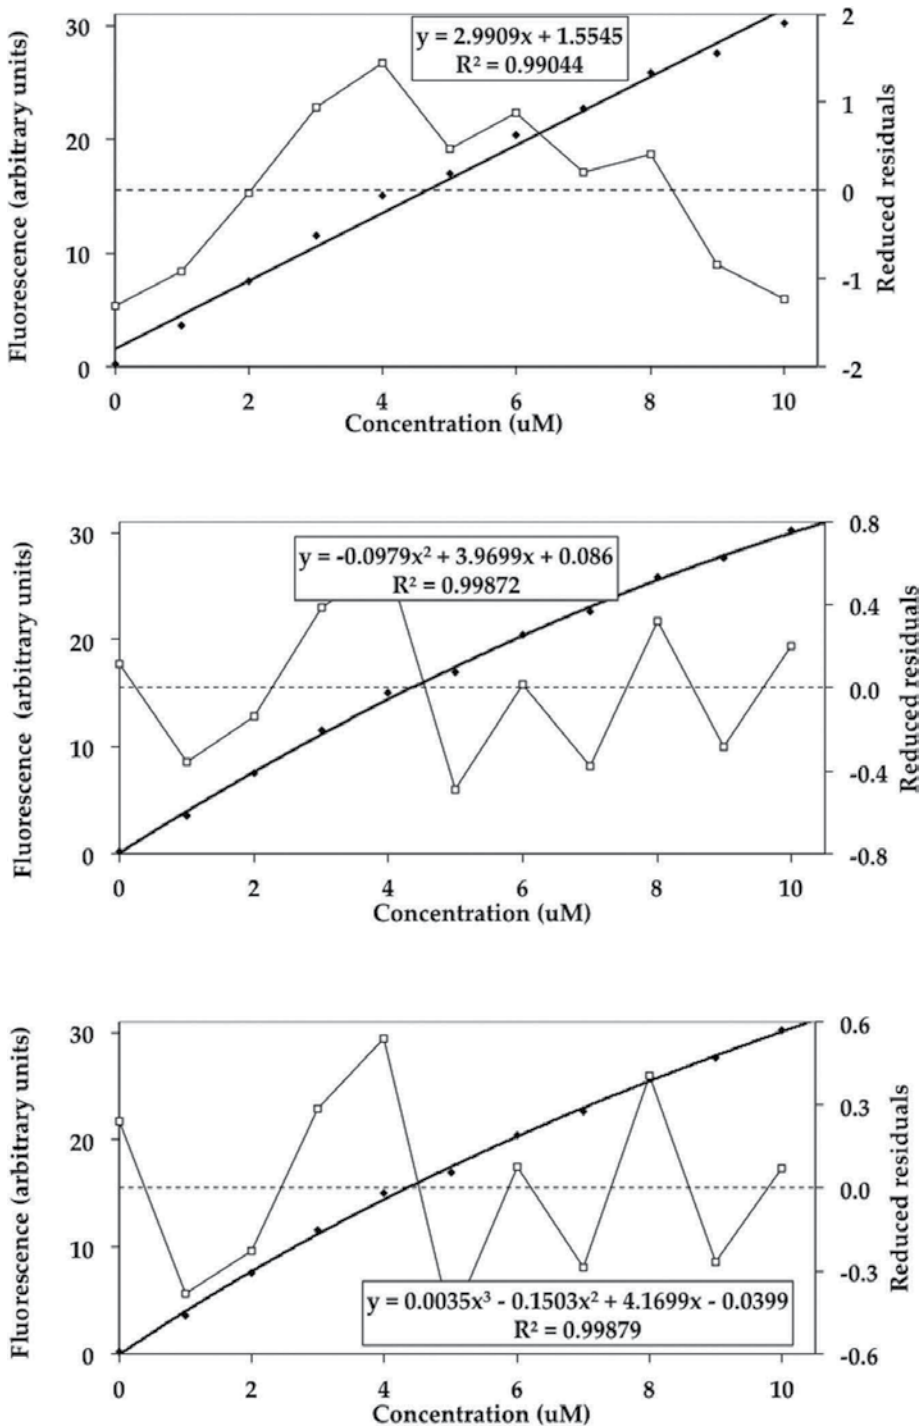 30
20
10
0
Fluorescence (arbitrary units)
y = 2.9909x + 1.5545
R² = 0.99044
2
1
0
-1
-2
Reduced residuals
0 2 4 6 8 10
Concentration (uM)
30
20
10
0
Fluorescence (arbitrary units)
y = -0.0979x² + 3.9699x + 0.086
R² = 0.99872
0.8
0.4
0.0
-0.4
-0.8
Reduced residuals
0 2 4 6 8 10
Concentration (uM)
30
20
10
0
Fluorescence (arbitrary units)
y = 0.0035x³ - 0.1503x² + 4.1699x - 0.0399
R² = 0.99879
0.6
0.3
0.0
-0.3
-0.6
Reduced residuals
0 2 4 6 8 10
Concentration (uM)